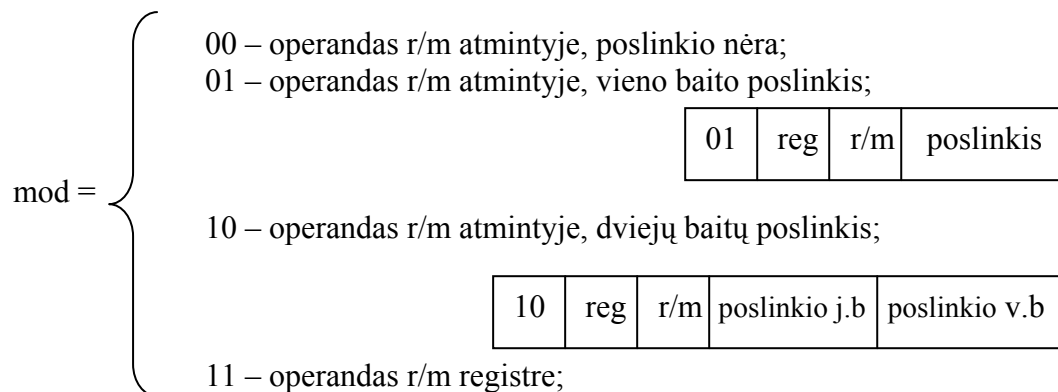 00 – operandas r/m atmintyje, poslinkio nėra;
01 – operandas r/m atmintyje, vieno baito poslinkis;
01 reg r/m poslinkis
mod =
10 – operandas r/m atmintyje, dviejų baitų poslinkis;
10 reg r/m poslinkio j.b poslinkio v.b
11 – operandas r/m registre;